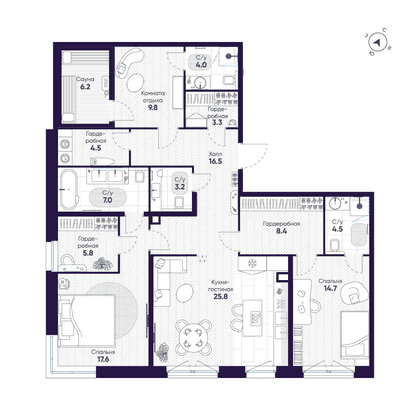 С
З
В
Ю
Сауна
6.2
Комната
отдыха
9.8
С/у
4.0
Гарде-
робная
3.3
Гарде-
робная
4.5
Холл
16.5
С/у
3.2
С/у
7.0
Гардеробная
8.4
С/у
4.5
Гарде-
робная
5.8
Кухня-
гостиная
25.8
Спальня
14.7
Спальня
17.6